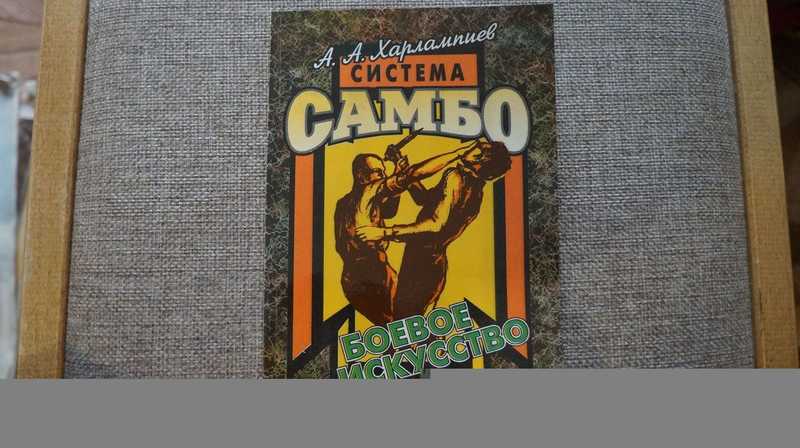 А. А. Харлампиев
СИСТЕМА
САМБО
БОЕВОЕ
ИСКУССТВО